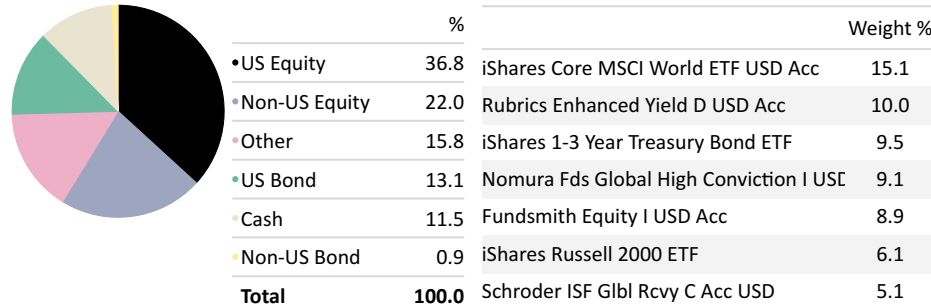 %
US Equity 36.8
Non-US Equity 22.0
Other 15.8
US Bond 13.1
Cash 11.5
Non-US Bond 0.9
Total 100.0
Weight %
iShares Core MSCI World ETF USD Acc 15.1
Rubrics Enhanced Yield D USD Acc 10.0
iShares 1-3 Year Treasury Bond ETF 9.5
Nomura Fds Global High Conviction I USD 9.1
Fundsmith Equity I USD Acc 8.9
iShares Russell 2000 ETF 6.1
Schroder ISF Glbl Rcvy C Acc USD 5.1